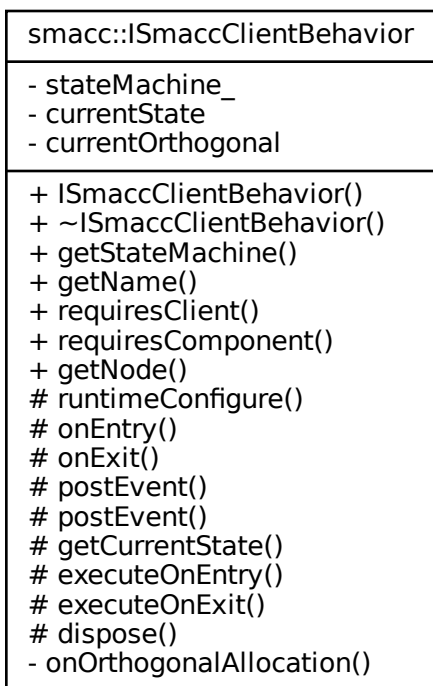 smacc::ISmaccClientBehavior
- stateMachine_
- currentState
- currentOrthogonal
+ ISmaccClientBehavior()
+ ~ISmaccClientBehavior()
+ getStateMachine()
+ getName()
+ requiresClient()
+ requiresComponent()
+ getNode()
# runtimeConfigure()
# onEntry()
# onExit()
# postEvent()
# postEvent()
# getCurrentState()
# executeOnEntry()
# executeOnExit()
# dispose()
- onOrthogonalAllocation()